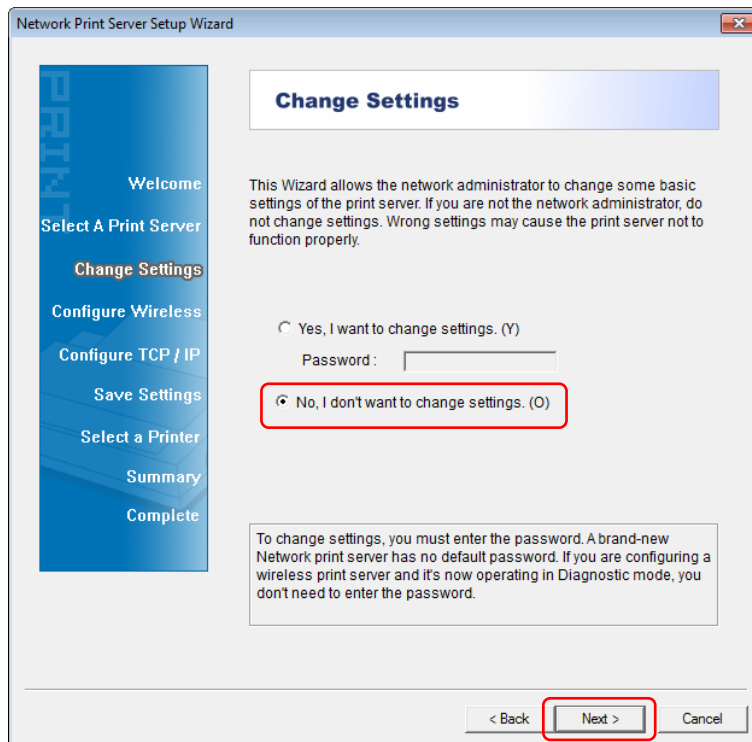 Network Print Server Setup Wizard
PRINT
Welcome
Select A Print Server
Change Settings
Configure Wireless
Configure TCP / IP
Save Settings
Select a Printer
Summary
Complete
Change Settings
This Wizard allows the network administrator to change some basic
settings of the print server. If you are not the network administrator, do
not change settings. Wrong settings may cause the print server not to
function properly.
Yes, I want to change settings. (Y)
Password :
No, I don't want to change settings. (O)
To change settings, you must enter the password. A brand-new
Network print server has no default password. If you are configuring a
wireless print server and it's now operating in Diagnostic mode, you
don't need to enter the password.
< Back
Next >
Cancel